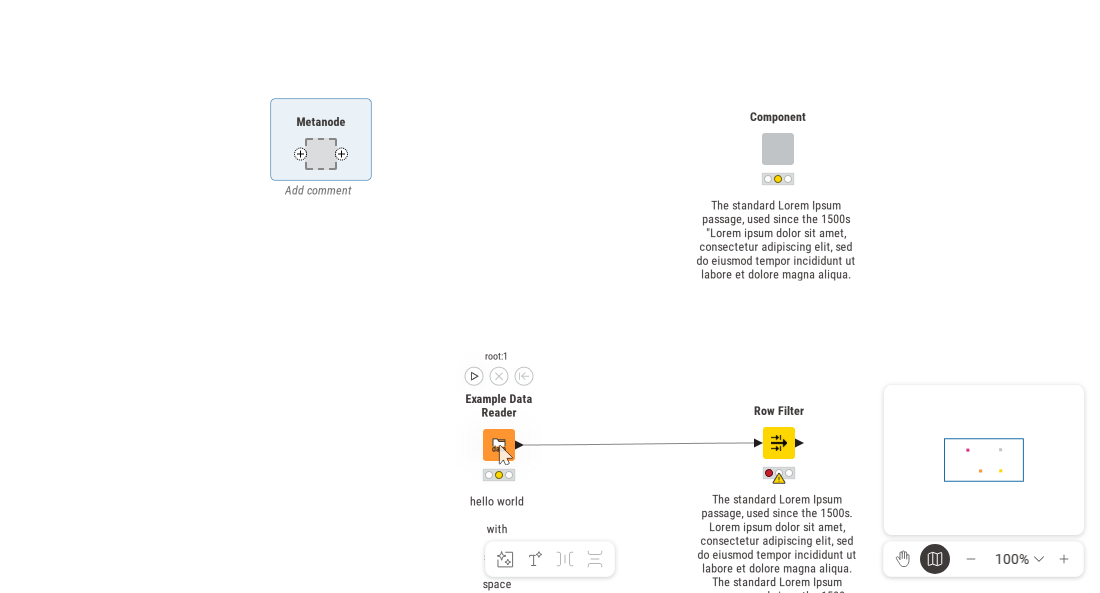 Metanode
Add comment
Component
The standard Lorem Ipsum
passage, used since the 1500s
"Lorem ipsum dolor sit amet,
consectetur adipiscing elit, sed
do eiusmod tempor incididunt ut
labore et dolore magna aliqua.
root:1
Example Data
Reader
hello world
with
space
Row Filter
The standard Lorem Ipsum
passage, used since the 1500s.
Lorem ipsum dolor sit amet,
consectetur adipiscing elit, sed
do eiusmod tempor incididunt ut
labore et dolore magna aliqua.
The standard Lorem Ipsum
100%